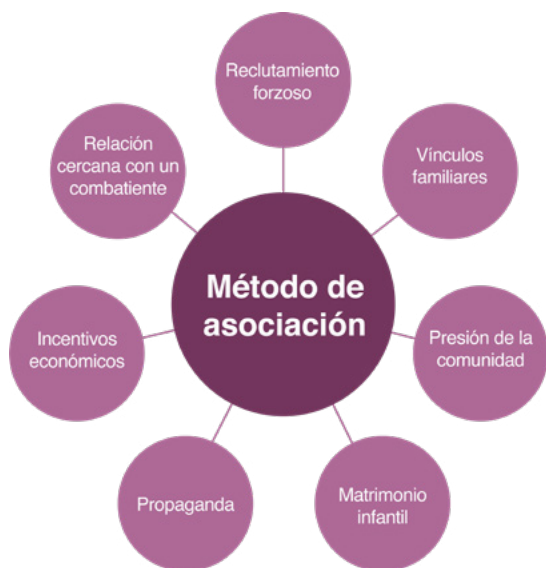 Reclutamiento
forzoso
Relación
cercana con un
combatiente
Vínculos
familiares
Método de
asociación
Incentivos
económicos
Presión de la
comunidad
Propaganda
Matrimonio
infantil